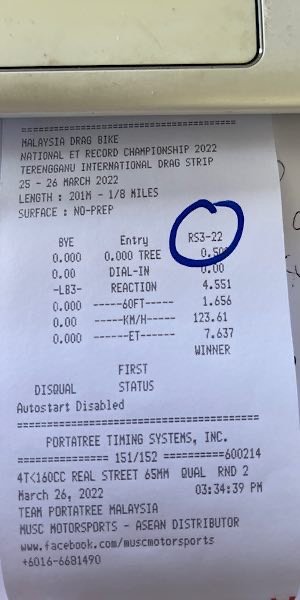 ====================================
MALAYSIA DRAG BIKE
NATIONAL ET RECORD CHAMPIONSHIP 2022
TERENGGANU INTERNATIONAL DRAG STRIP
25 - 26 MARCH 2022
LENGTH : 201M - 1/8 MILES
SURFACE : NO-PREP
BYE Entry RS3-22
0.000 0.000 TREE 0.500
0.00 DIAL-IN 0.00
-LB3- REACTION 4.551
0.000 ------60FT------ 1.656
0.00 -----KM/H----- 123.61
0.000 ------ET------ 7.637
WINNER
FIRST
DISQUAL STATUS
Autostart Disabled
====================================
PORTATREE TIMING SYSTEMS, INC.
============== 151/152 ==========600214
4T<160CC REAL STREET 65MM QUAL RND 2
March 26, 2022 03:34:39 PM
TEAM PORTATREE MALAYSIA
MUSC MOTORSPORTS - ASEAN DISTRIBUTOR
www.facebook.com/muscmotorsports
+6016-6681490